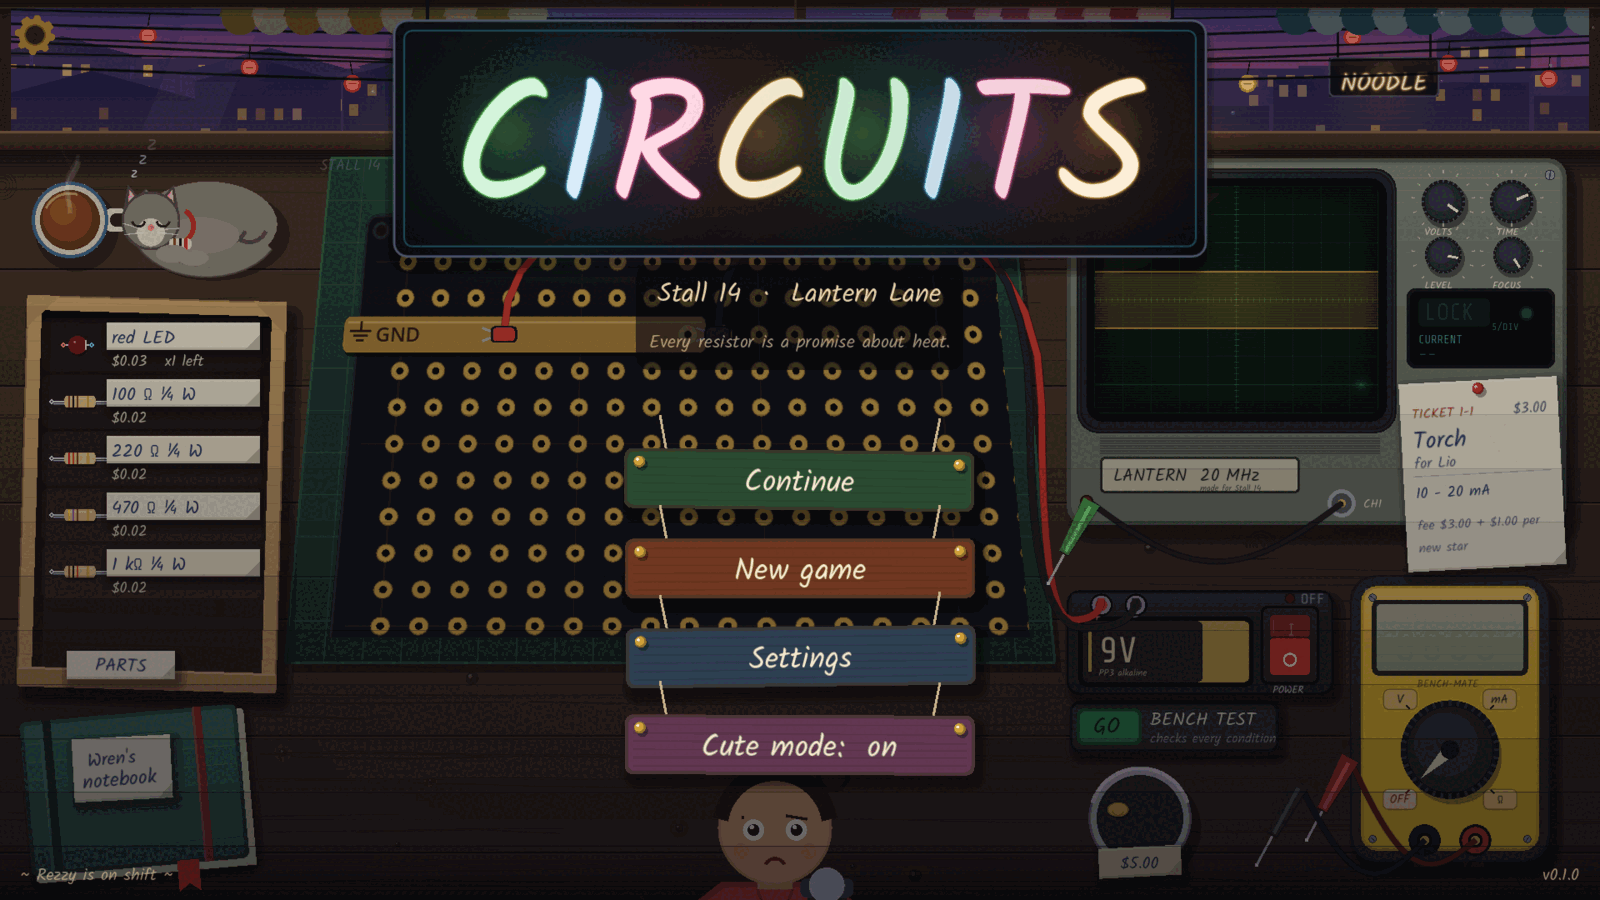 CIRCUITS
NOODLE
z
z
z
STALL 14
Stall 14 · Lantern Lane
Every resistor is a promise about heat.
GND
red LED
$0.03 x1 left
100 Ω ¼ W
$0.02
220 Ω ¼ W
$0.02
470 Ω ¼ W
$0.02
1 kΩ ¼ W
$0.02
PARTS
Continue
New game
Settings
Cute mode: on
VOLTS
TIME
LEVEL
FOCUS
LOCK
S/DIV
CURRENT
--
LANTERN 20 MHz
made for Stall 14
CH1
TICKET 1-1 $3.00
Torch
for Lio
10 - 20 mA
fee $3.00 + $1.00 per
new star
OFF
9V
PP3 alkaline
POWER
GO
BENCH TEST
checks every condition
BENCH-MATE
V
mA
OFF
Ω
$5.00
Wren's
notebook
~ Rezzy is on shift ~
v0.1.0